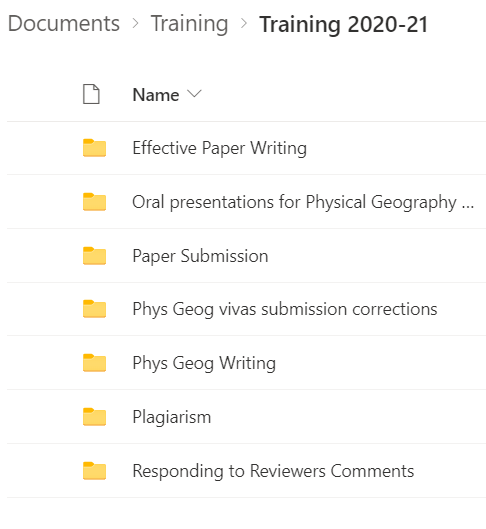 Documents > Training > Training 2020-21
Name
Effective Paper Writing
Oral presentations for Physical Geography ...
Paper Submission
Phys Geog vivas submission corrections
Phys Geog Writing
Plagiarism
Responding to Reviewers Comments